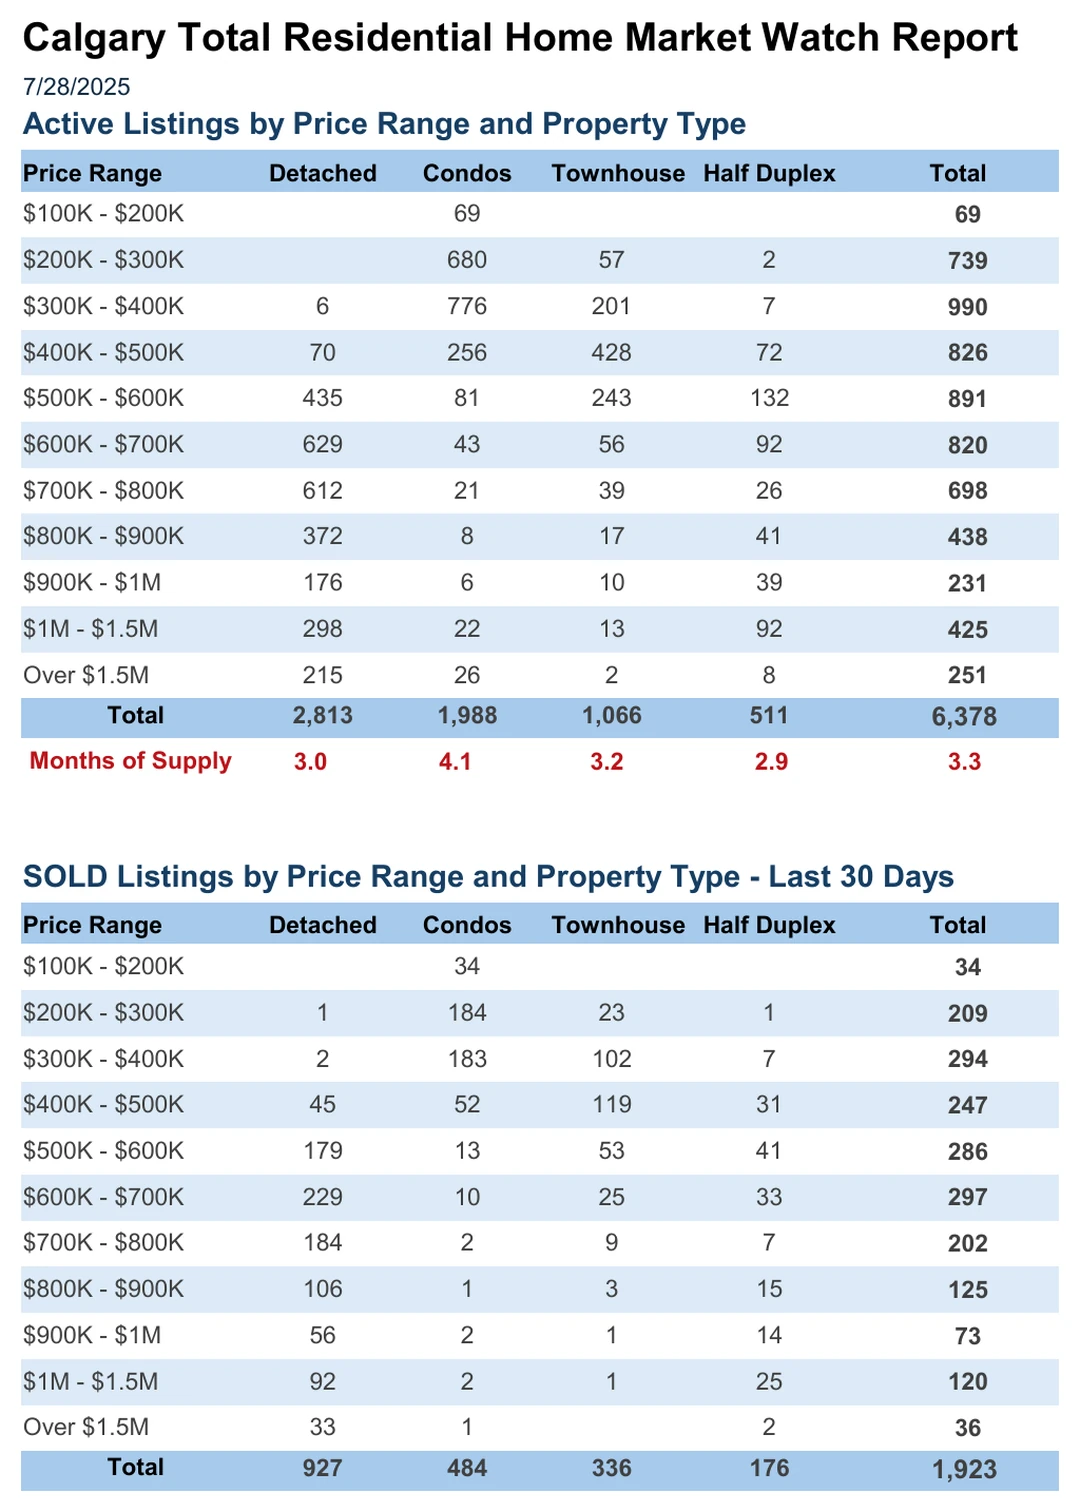 Calgary Total Residential Home Market Watch Report
7/28/2025
Active Listings by Price Range and Property Type
Price Range Detached Condos Townhouse Half Duplex Total
$100K - $200K 69 69
$200K - $300K 680 57 2 739
$300K - $400K 6 776 201 7 990
$400K - $500K 70 256 428 72 826
$500K - $600K 435 81 243 132 891
$600K - $700K 629 43 56 92 820
$700K - $800K 612 21 39 26 698
$800K - $900K 372 8 17 41 438
$900K - $1M 176 6 10 39 231
$1M - $1.5M 298 22 13 92 425
Over $1.5M 215 26 2 8 251
Total 2,813 1,988 1,066 511 6,378
Months of Supply 3.0 4.1 3.2 2.9 3.3
SOLD Listings by Price Range and Property Type - Last 30 Days
Price Range Detached Condos Townhouse Half Duplex Total
$100K - $200K 34 34
$200K - $300K 1 184 23 1 209
$300K - $400K 2 183 102 7 294
$400K - $500K 45 52 119 31 247
$500K - $600K 179 13 53 41 286
$600K - $700K 229 10 25 33 297
$700K - $800K 184 2 9 7 202
$800K - $900K 106 1 3 15 125
$900K - $1M 56 2 1 14 73
$1M - $1.5M 92 2 1 25 120
Over $1.5M 33 1 2 36
Total 927 484 336 176 1,923